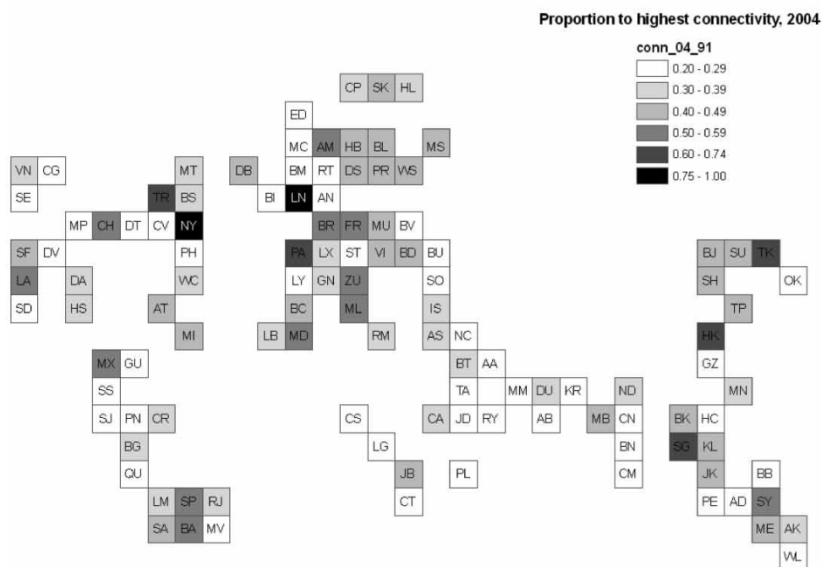 Proportion to highest connectivity, 2004
conn_04_91
0.20 - 0.29
0.30 - 0.39
0.40 - 0.49
0.50 - 0.59
0.60 - 0.74
0.75 - 1.00
CP SK HL
ED
MC AM HB BL MS
VN CG MT DB BM RT DS PR WS
SE TR BS BI LN AN
MP CH DT CV NY BR FR MU BV
SF DV PH PA LX ST VI BD BU BJ SU TK
LA DA WC LY GN ZU SO SH OK
SD HS AT BC ML IS TP
MI LB MD RM AS NC HK
MX GU BT AA GZ
SS TA MM DU KR ND MN
SJ PN CR CS CA JD RY AB MB CN BK HC
BG LG BN SG KL
QU JB PL CM JK BB
LM SP RJ CT PE AD SY
SA BA MV ME AK
WL